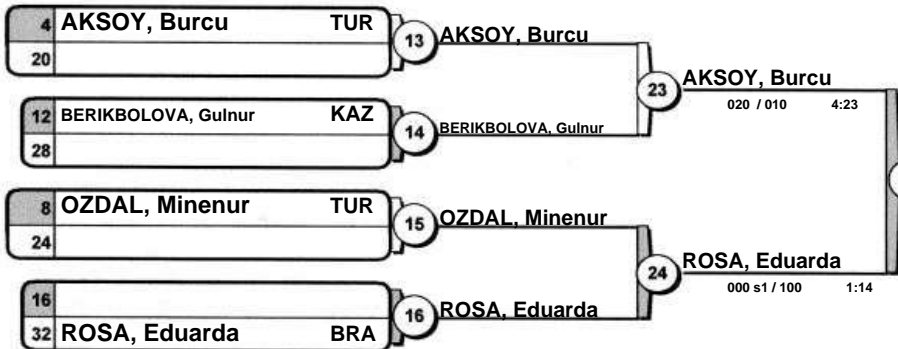 4 AKSOY, Burcu TUR
20
13 AKSOY, Burcu
12 BERIKBOLOVA, Gulnur KAZ
28
14 BERIKBOLOVA, Gulnur
23 AKSOY, Burcu
020 / 010 4:23
8 OZDAL, Minenur TUR
24
15 OZDAL, Minenur
16
32 ROSA, Eduarda BRA
16 ROSA, Eduarda
24 ROSA, Eduarda
000 s1 / 100 1:14